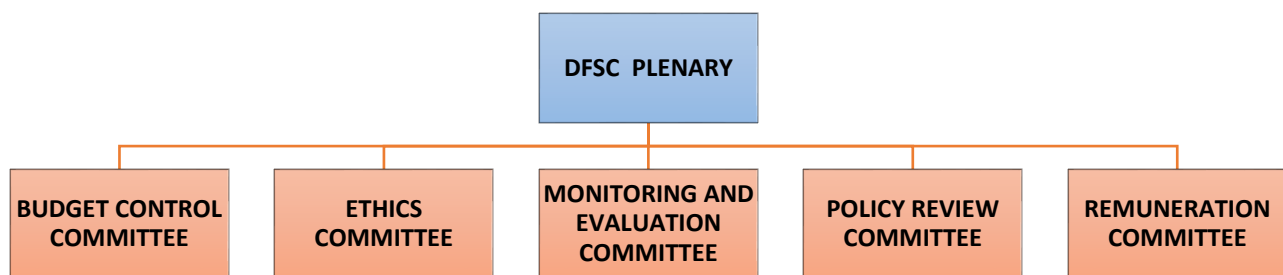 DFSC PLENARY
BUDGET CONTROL
COMMITTEE
ETHICS
COMMITTEE
MONITORING AND
EVALUATION
COMMITTEE
POLICY REVIEW
COMMITTEE
REMUNERATION
COMMITTEE